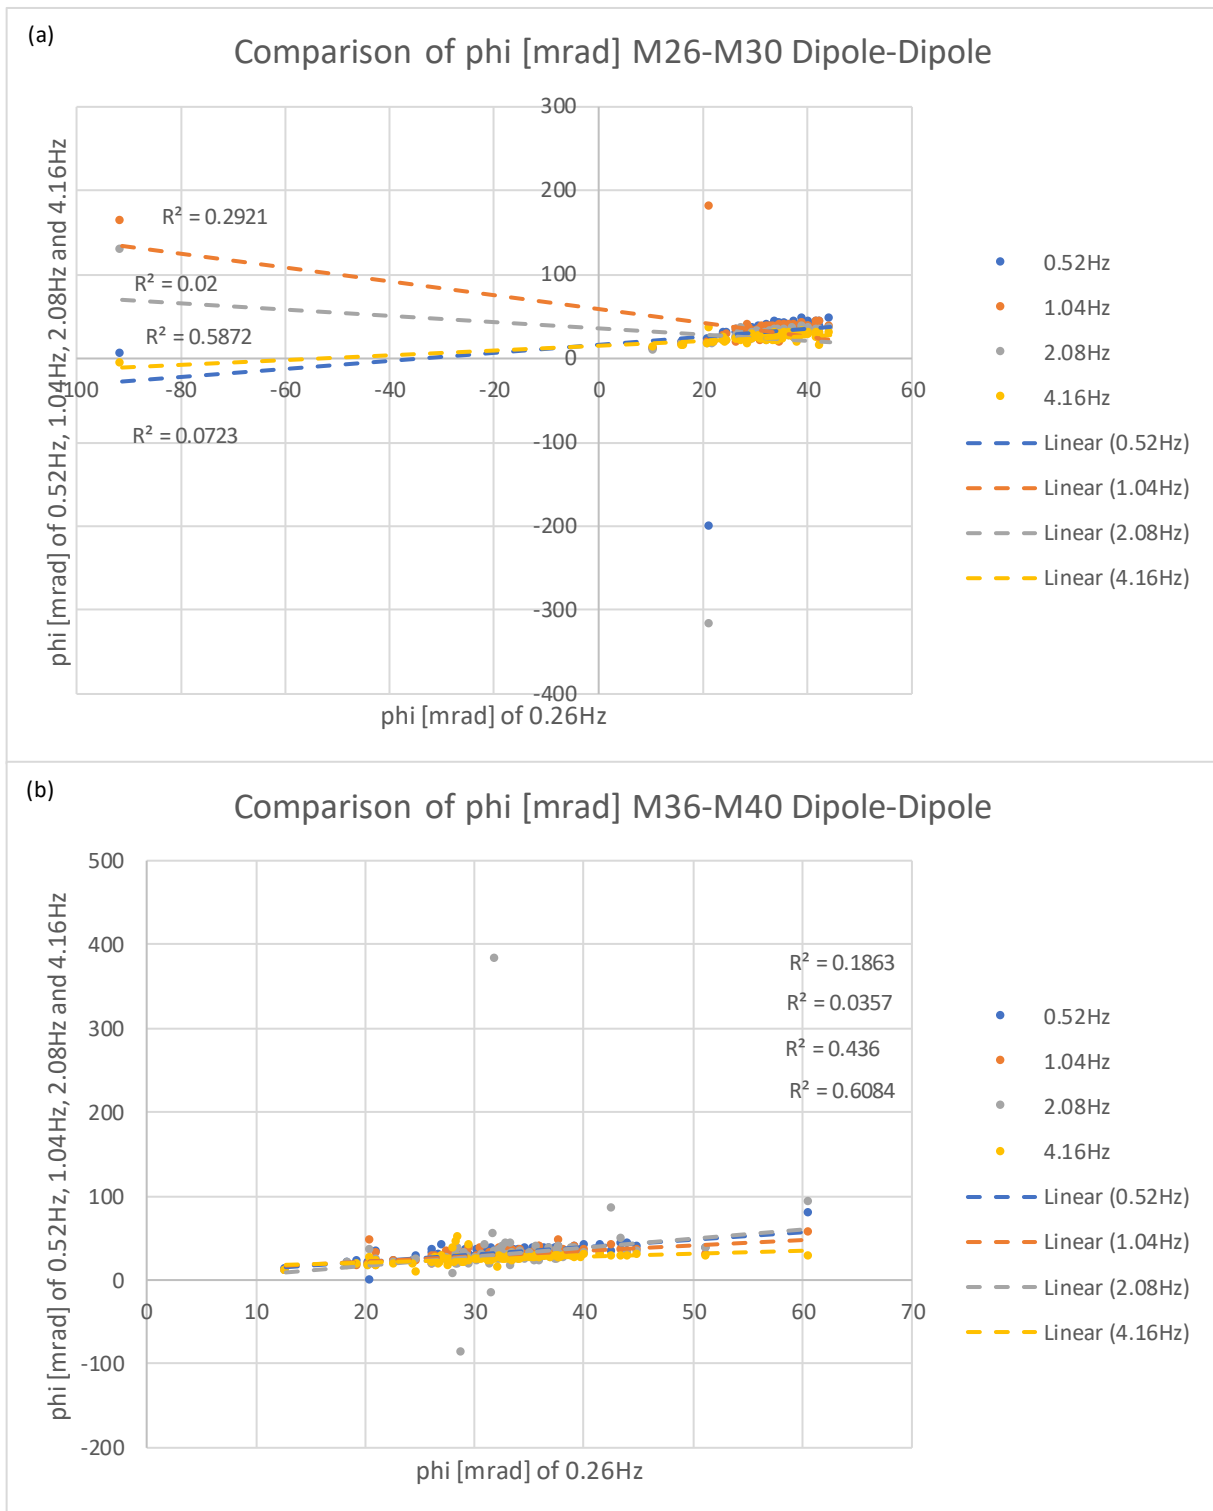 (a)
Comparison of phi [mrad] M26-M30 Dipole-Dipole
phi [mrad] of 0.52Hz, 1.04Hz, 2.08Hz and 4.16Hz
300
200
100
0
-100
-200
-300
-400
-100
-80
-60
-40
-20
0
20
40
60
R² = 0.2921
R² = 0.02
R² = 0.5872
R² = 0.0723
phi [mrad] of 0.26Hz
0.52Hz
1.04Hz
2.08Hz
4.16Hz
Linear (0.52Hz)
Linear (1.04Hz)
Linear (2.08Hz)
Linear (4.16Hz)
(b)
Comparison of phi [mrad] M36-M40 Dipole-Dipole
phi [mrad] of 0.52Hz, 1.04Hz, 2.08Hz and 4.16Hz
500
400
300
200
100
0
-100
-200
0
10
20
30
40
50
60
70
R² = 0.1863
R² = 0.0357
R² = 0.436
R² = 0.6084
phi [mrad] of 0.26Hz
0.52Hz
1.04Hz
2.08Hz
4.16Hz
Linear (0.52Hz)
Linear (1.04Hz)
Linear (2.08Hz)
Linear (4.16Hz)